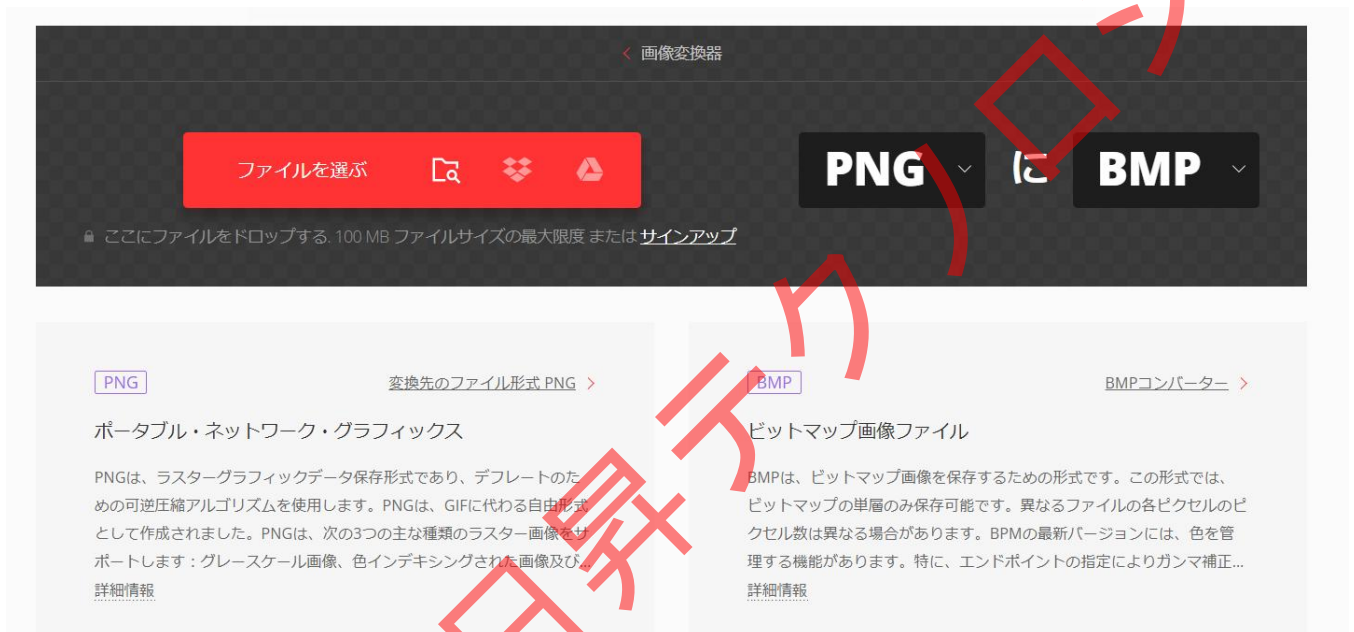 画像変換器
ファイルを選ぶ
PNG に BMP
ここにファイルをドロップする. 100 MB ファイルサイズの最大限度 または サインアップ
PNG
変換先のファイル形式 PNG
ポータブル・ネットワーク・グラフィックス
PNGは、ラスターグラフィックデータ保存形式であり、デフレートのた
めの可逆圧縮アルゴリズムを使用します。PNGは、GIFに代わる自由形式
として作成されました。PNGは、次の3つの主な種類のラスター画像をサ
ポートします：グレースケール画像、色インデキシングされた画像及び...
詳細情報
BMP
BMPコンバーター
ビットマップ画像ファイル
BMPは、ビットマップ画像を保存するための形式です。この形式では、
ビットマップの単層のみ保存可能です。異なるファイルの各ピクセルのピ
クセル数は異なる場合があります。BPMの最新バージョンには、色を管
理する機能があります。特に、エンドポイントの指定によりガンマ補正...
詳細情報
日昇テクノロジ